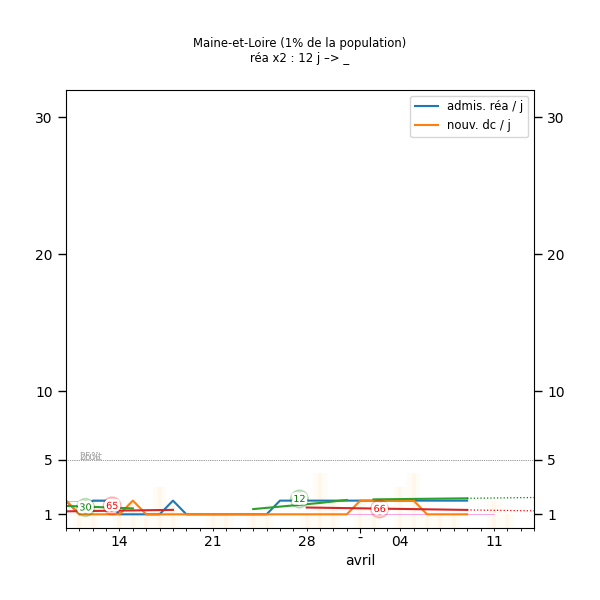 Maine-et-Loire (1% de la population)
réa x2 : 12 j –> _
admis. réa / j
nouv. dc / j
30 30
20 20
10 10
5 5
1 1
30 65 12 66
14 21 28 - 04 11
avril